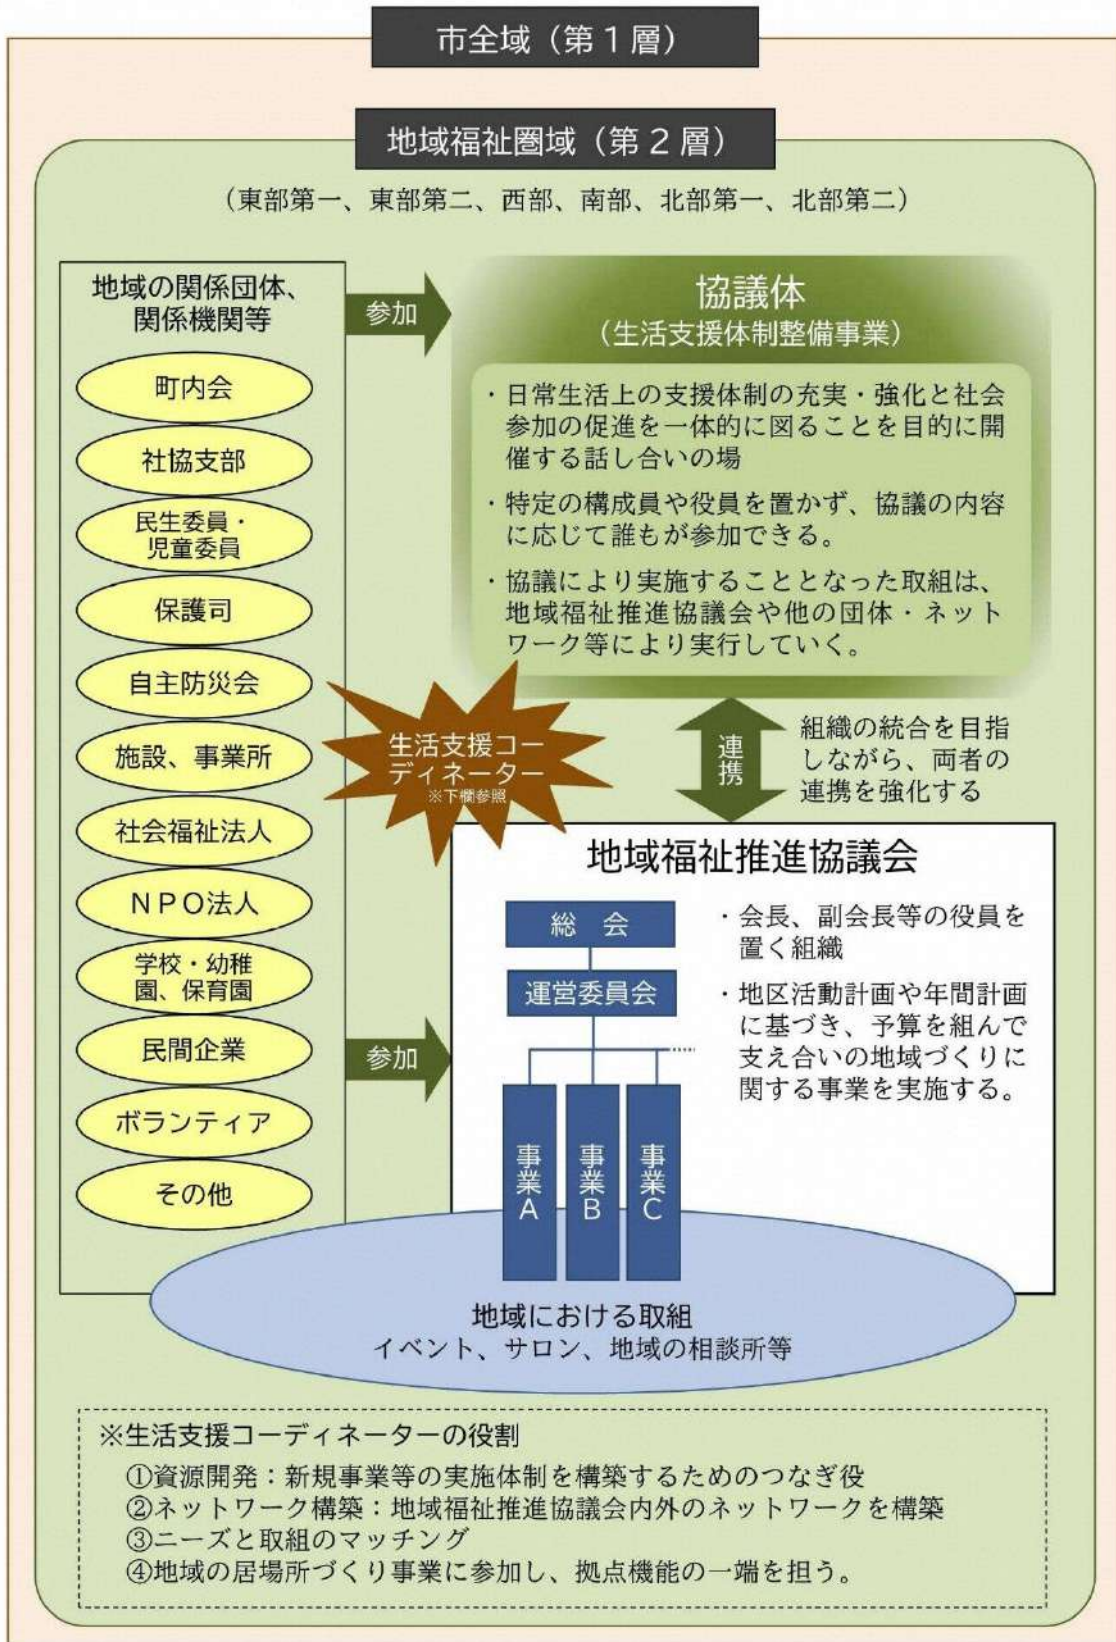 市全域（第１層）
地域福祉圏域（第２層）
（東部第一、東部第二、西部、南部、北部第一、北部第二）
地域の関係団体、
関係機関等
町内会
社協支部
民生委員・
児童委員
保護司
自主防災会
施設、事業所
社会福祉法人
ＮＰＯ法人
学校・幼稚
園、保育園
民間企業
ボランティア
その他
参加
協議体
（生活支援体制整備事業）
・日常生活上の支援体制の充実・強化と社会
参加の促進を一体的に図ることを目的に開
催する話し合いの場
・特定の構成員や役員を置かず、協議の内容
に応じて誰もが参加できる。
・協議により実施することとなった取組は、
地域福祉推進協議会や他の団体・ネット
ワーク等により実行していく。
生活支援コー
ディネーター
※下欄参照
連携
組織の統合を目指
しながら、両者の
連携を強化する
参加
地域福祉推進協議会
総　会
運営委員会
事業Ａ
事業Ｂ
事業Ｃ
・会長、副会長等の役員を
置く組織
・地区活動計画や年間計画
に基づき、予算を組んで
支え合いの地域づくりに
関する事業を実施する。
地域における取組
イベント、サロン、地域の相談所等
※生活支援コーディネーターの役割
①資源開発：新規事業等の実施体制を構築するためのつなぎ役
②ネットワーク構築：地域福祉推進協議会内外のネットワークを構築
③ニーズと取組のマッチング
④地域の居場所づくり事業に参加し、拠点機能の一端を担う。